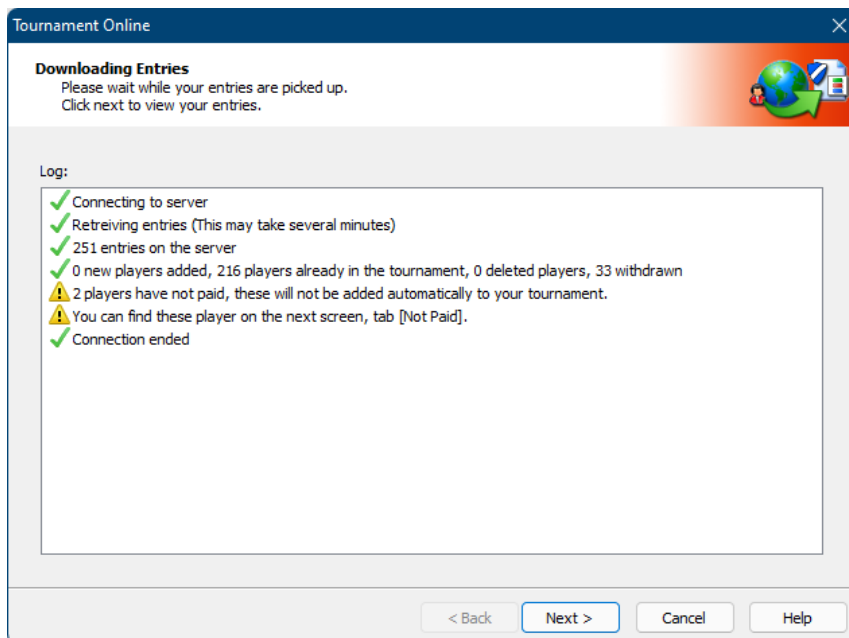 Tournament Online
Downloading Entries
Please wait while your entries are picked up.
Click next to view your entries.
Log:
Connecting to server
Retreiving entries (This may take several minutes)
251 entries on the server
0 new players added, 216 players already in the tournament, 0 deleted players, 33 withdrawn
2 players have not paid, these will not be added automatically to your tournament.
You can find these player on the next screen, tab [Not Paid].
Connection ended
< Back Next > Cancel Help